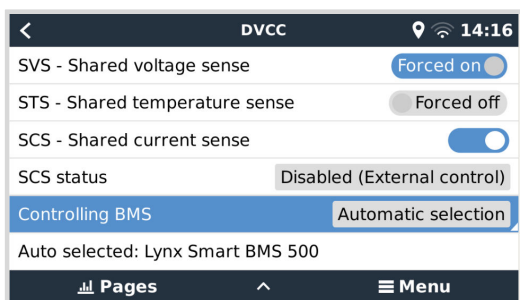 DVCC 14:16
SVS - Shared voltage sense Forced on
STS - Shared temperature sense Forced off
SCS - Shared current sense
SCS status Disabled (External control)
Controlling BMS Automatic selection
Auto selected: Lynx Smart BMS 500
Pages Menu